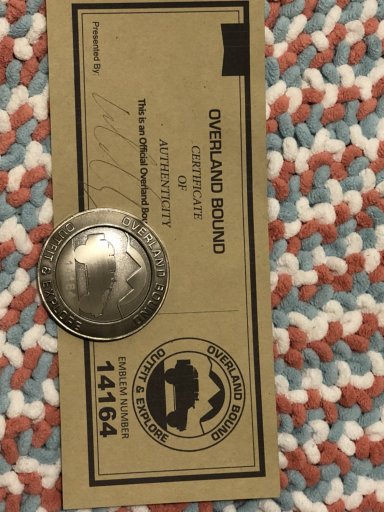 OVERLAND BOUND
CERTIFICATE
OF
AUTHENTICITY
This is an Official Overland Bou
Presented By:
OVERLAND BOUND
OUTFIT & EXPLORE
EMBLEM NUMBER
14164
OVERLAND BOUND
OUTFIT & EXPLORE